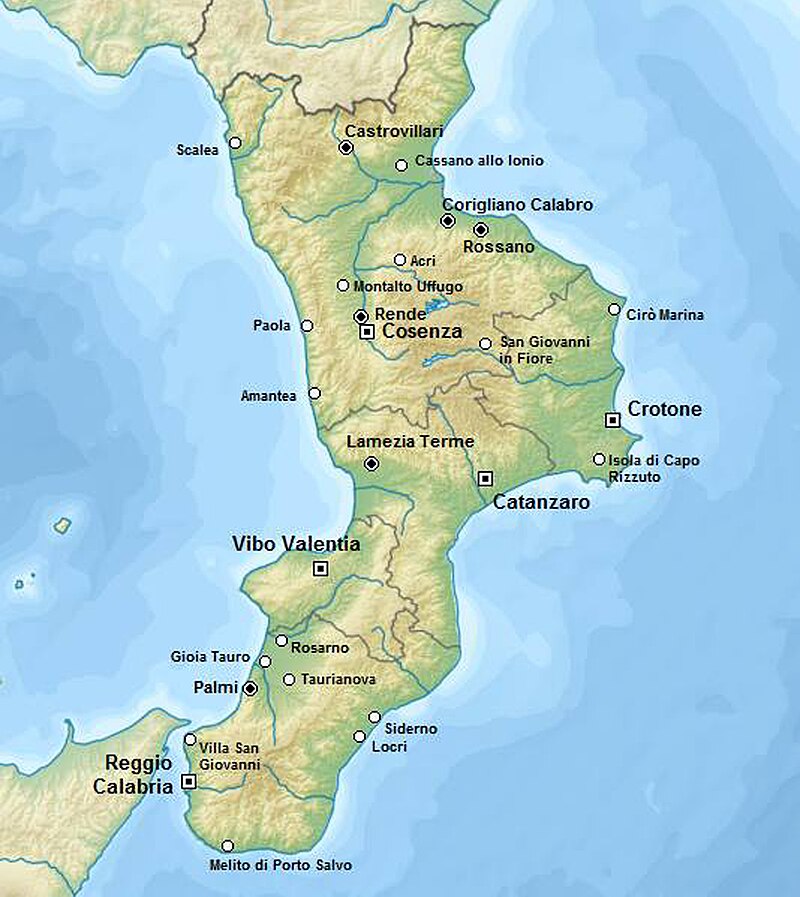 Castrovillari
Scalea
Cassano allo Ionio
Corigliano Calabro
Rossano
Acri
Montalto Uffugo
Rende
Cirò Marina
Paola
Cosenza
San Giovanni
in Fiore
Amantea
Crotone
Lamezia Terme
Isola di Capo
Rizzuto
Catanzaro
Vibo Valentia
Rosarno
Gioia Tauro
Taurianova
Palmi
Siderno
Locri
Villa San
Giovanni
Reggio
Calabria
Melito di Porto Salvo